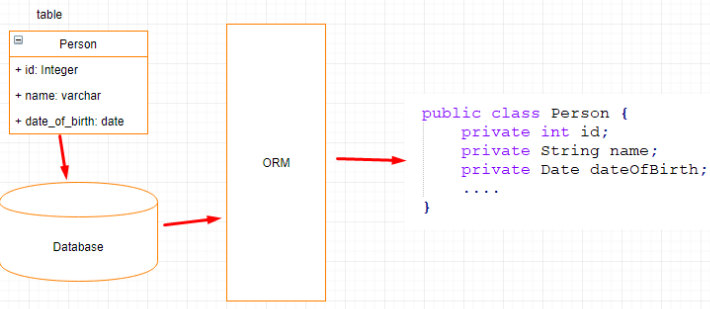 table
Person
+ id: Integer
+ name: varchar
+ date_of_birth: date
Database
ORM
public class Person {
private int id;
private String name;
private Date dateOfBirth;
....
}